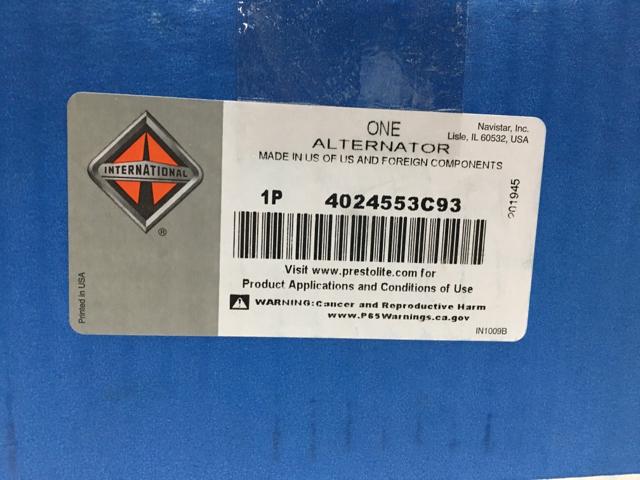 INTERNATIONAL
®
Printed in USA
ONE
ALTERNATOR
Navistar, Inc.
Lisle, IL 60532, USA
MADE IN US OF US AND FOREIGN COMPONENTS
1P 4024553C93
201945
Visit www.prestolite.com for
Product Applications and Conditions of Use
WARNING: Cancer and Reproductive Harm
www.P65Warnings.ca.gov
IN1009B